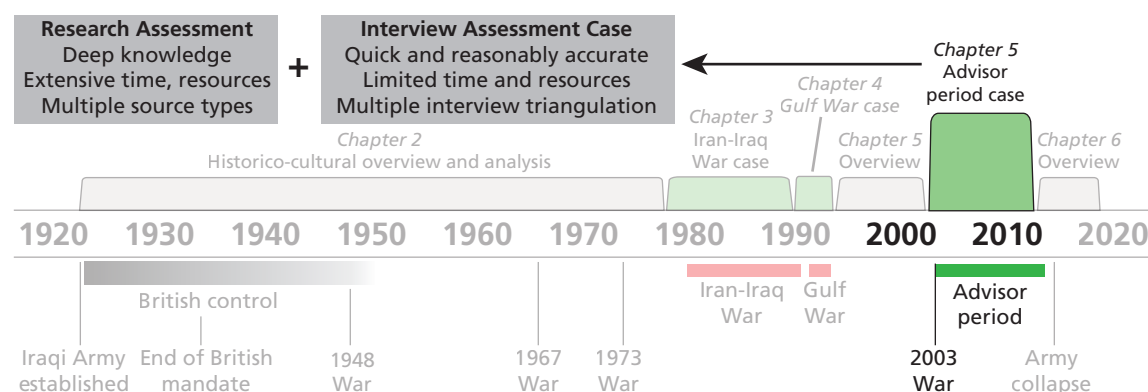 Research Assessment
Deep knowledge
Extensive time, resources
Multiple source types
+
Interview Assessment Case
Quick and reasonably accurate
Limited time and resources
Multiple interview triangulation
Chapter 5
Advisor
period case
Chapter 4
Gulf War case
Chapter 3
Iran-Iraq
War case
Chapter 2
Historico-cultural overview and analysis
Chapter 5
Overview
Chapter 6
Overview
1920 1930 1940 1950 1960 1970 1980 1990 2000 2010 2020
British control
Iran-Iraq
War
Gulf
War
Advisor
period
Iraqi Army
established
End of British
mandate
1948
War
1967
War
1973
War
2003
War
Army
collapse